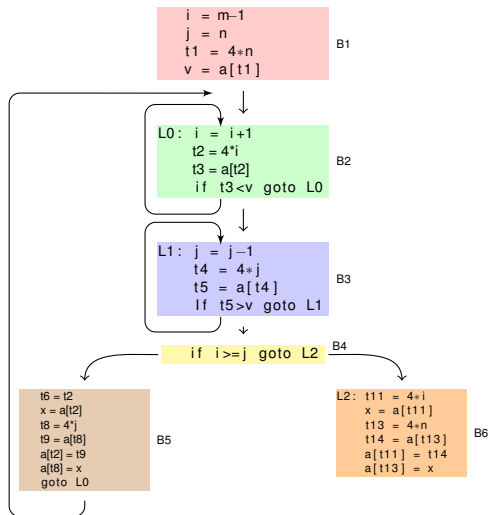 i = m−1
j = n
t1 = 4*n
v = a[t1]
B1
L0: i = i+1
t2 = 4*i
t3 = a[t2]
if t3<v goto L0
B2
L1: j = j−1
t4 = 4*j
t5 = a[t4]
If t5>v goto L1
B3
if i>=j goto L2
B4
t6 = t2
x = a[t2]
t8 = 4*j
t9 = a[t8]
a[t2] = t9
a[t8] = x
goto L0
B5
L2: t11 = 4*i
x = a[t11]
t13 = 4*n
t14 = a[t13]
a[t11] = t14
a[t13] = x
B6